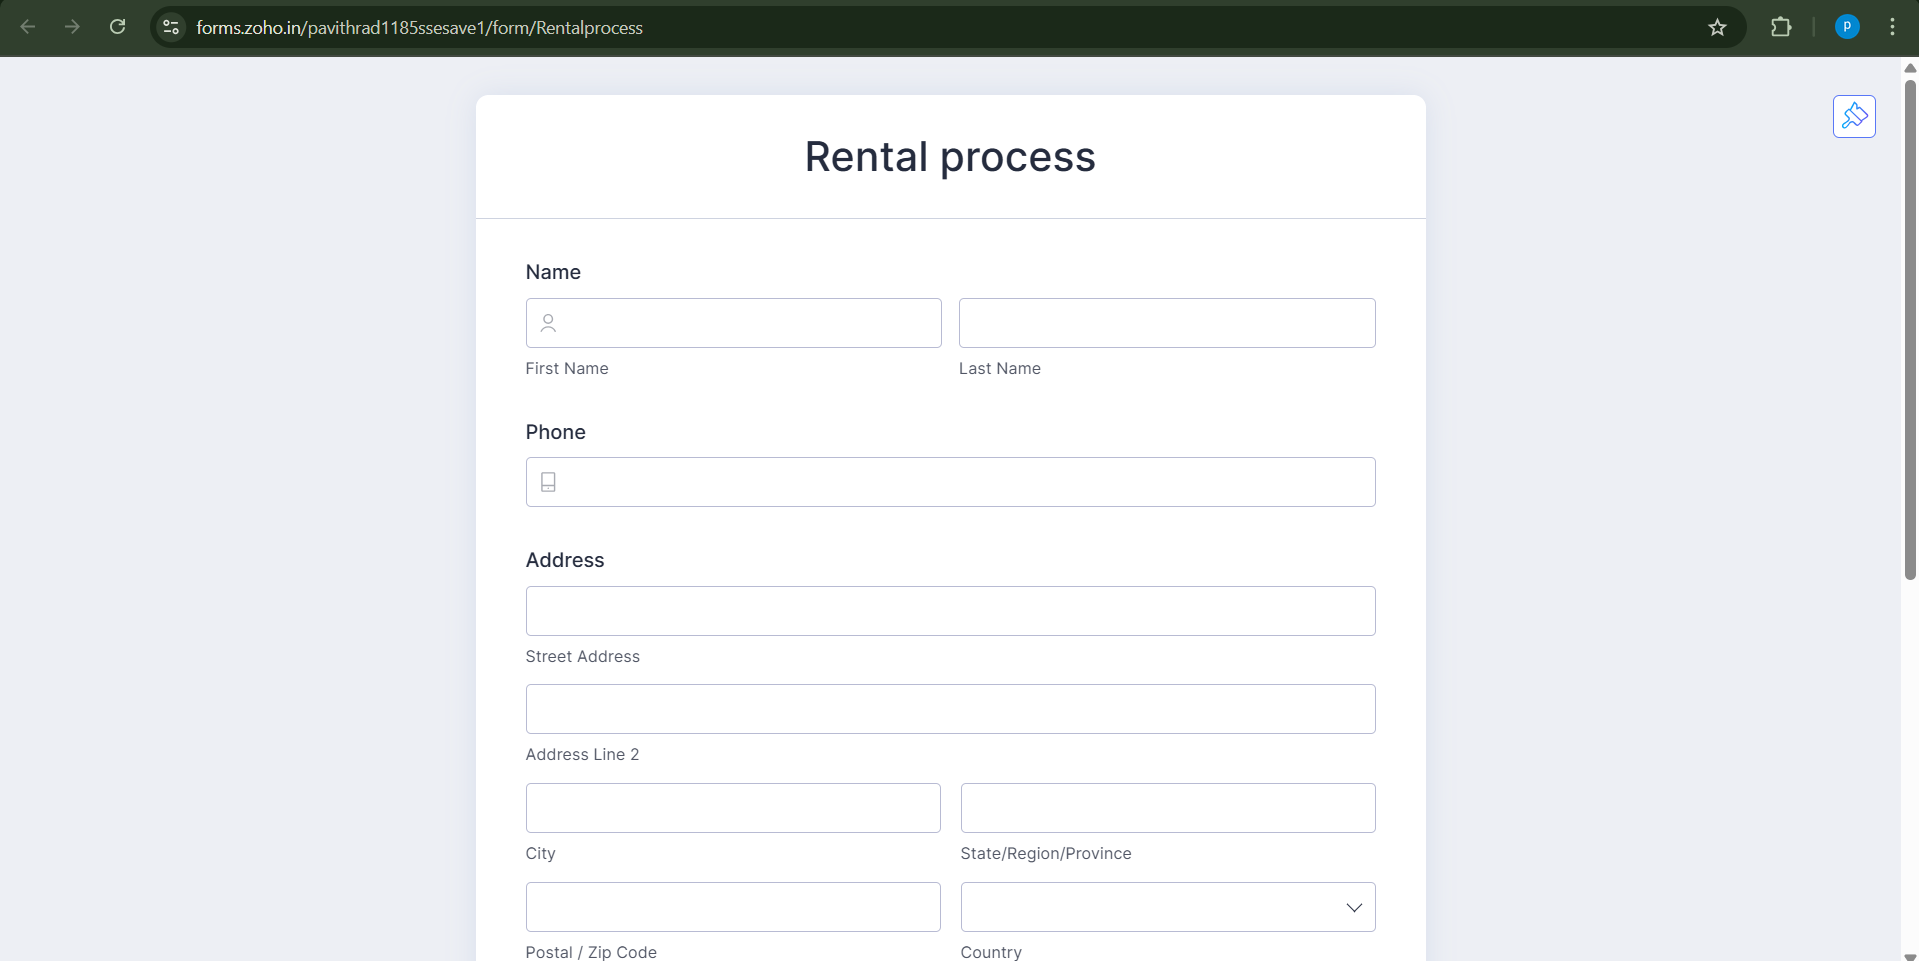 forms.zoho.in/pavithrad1185ssesave1/form/Rentalprocess
p
Rental process
Name
First Name
Last Name
Phone
Address
Street Address
Address Line 2
City
State/Region/Province
Postal / Zip Code
Country